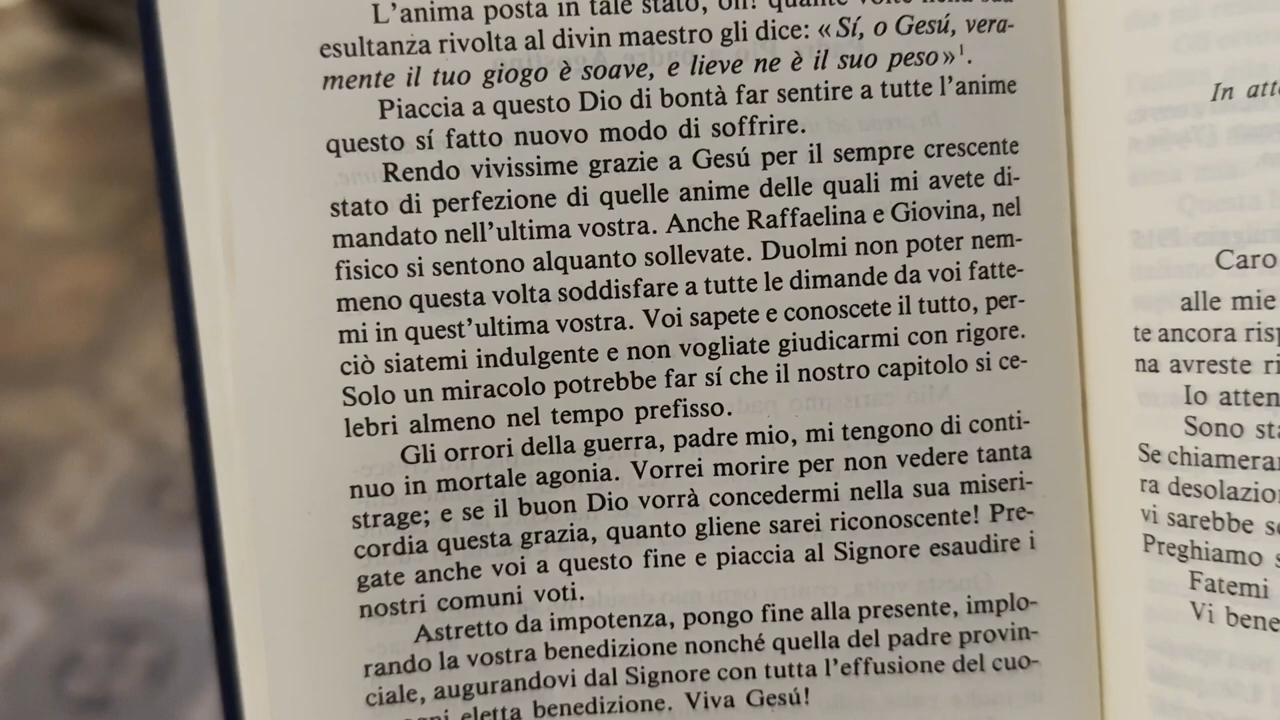 L'anima posta in tale stato, oh! quante volte nella sua
esultanza rivolta al divin maestro gli dice: «Sí, o Gesú, vera-
mente il tuo giogo è soave, e lieve ne è il suo peso»¹.
Piaccia a questo Dio di bontà far sentire a tutte l'anime
questo sí fatto nuovo modo di soffrire.
Rendo vivissime grazie a Gesú per il sempre crescente
stato di perfezione di quelle anime delle quali mi avete di-
mandato nell'ultima vostra. Anche Raffaelina e Giovina, nel
fisico si sentono alquanto sollevate. Duolmi non poter nem-
meno questa volta soddisfare a tutte le dimande da voi fatte-
mi in quest'ultima vostra. Voi sapete e conoscete il tutto, per-
ciò siatemi indulgente e non vogliate giudicarmi con rigore.
Solo un miracolo potrebbe far sí che il nostro capitolo si ce-
lebri almeno nel tempo prefisso.
Gli orrori della guerra, padre mio, mi tengono di conti-
nuo in mortale agonia. Vorrei morire per non vedere tanta
strage; e se il buon Dio vorrà concedermi nella sua miseri-
cordia questa grazia, quanto gliene sarei riconoscente! Pre-
gate anche voi a questo fine e piaccia al Signore esaudire i
nostri comuni voti.
Astretto da impotenza, pongo fine alla presente, implo-
rando la vostra benedizione nonché quella del padre provin-
ciale, augurandovi dal Signore con tutta l'effusione del cuo-
eletta benedizione. Viva Gesú!
In atte
Caro
alle mie
te ancora risp
na avreste ri
Io atten
Sono sta
Se chiamerar
ra desolazion
vi sarebbe se
Preghiamo s
Fatemi
Vi bene